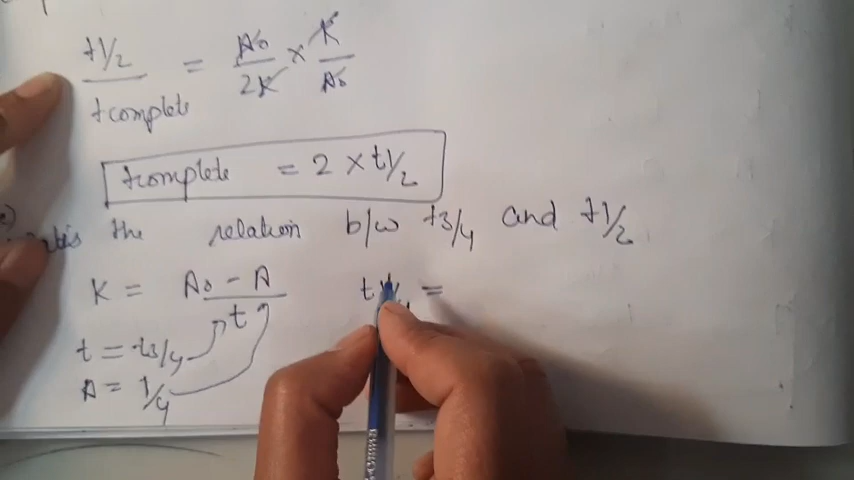 t1/2 / tcomplete = A0/2K × K/A0
tcomplete = 2 × t1/2
the relation b/w t3/4 and t1/2
K = A0 - A / t
t =
t = t3/4
A = 1/4